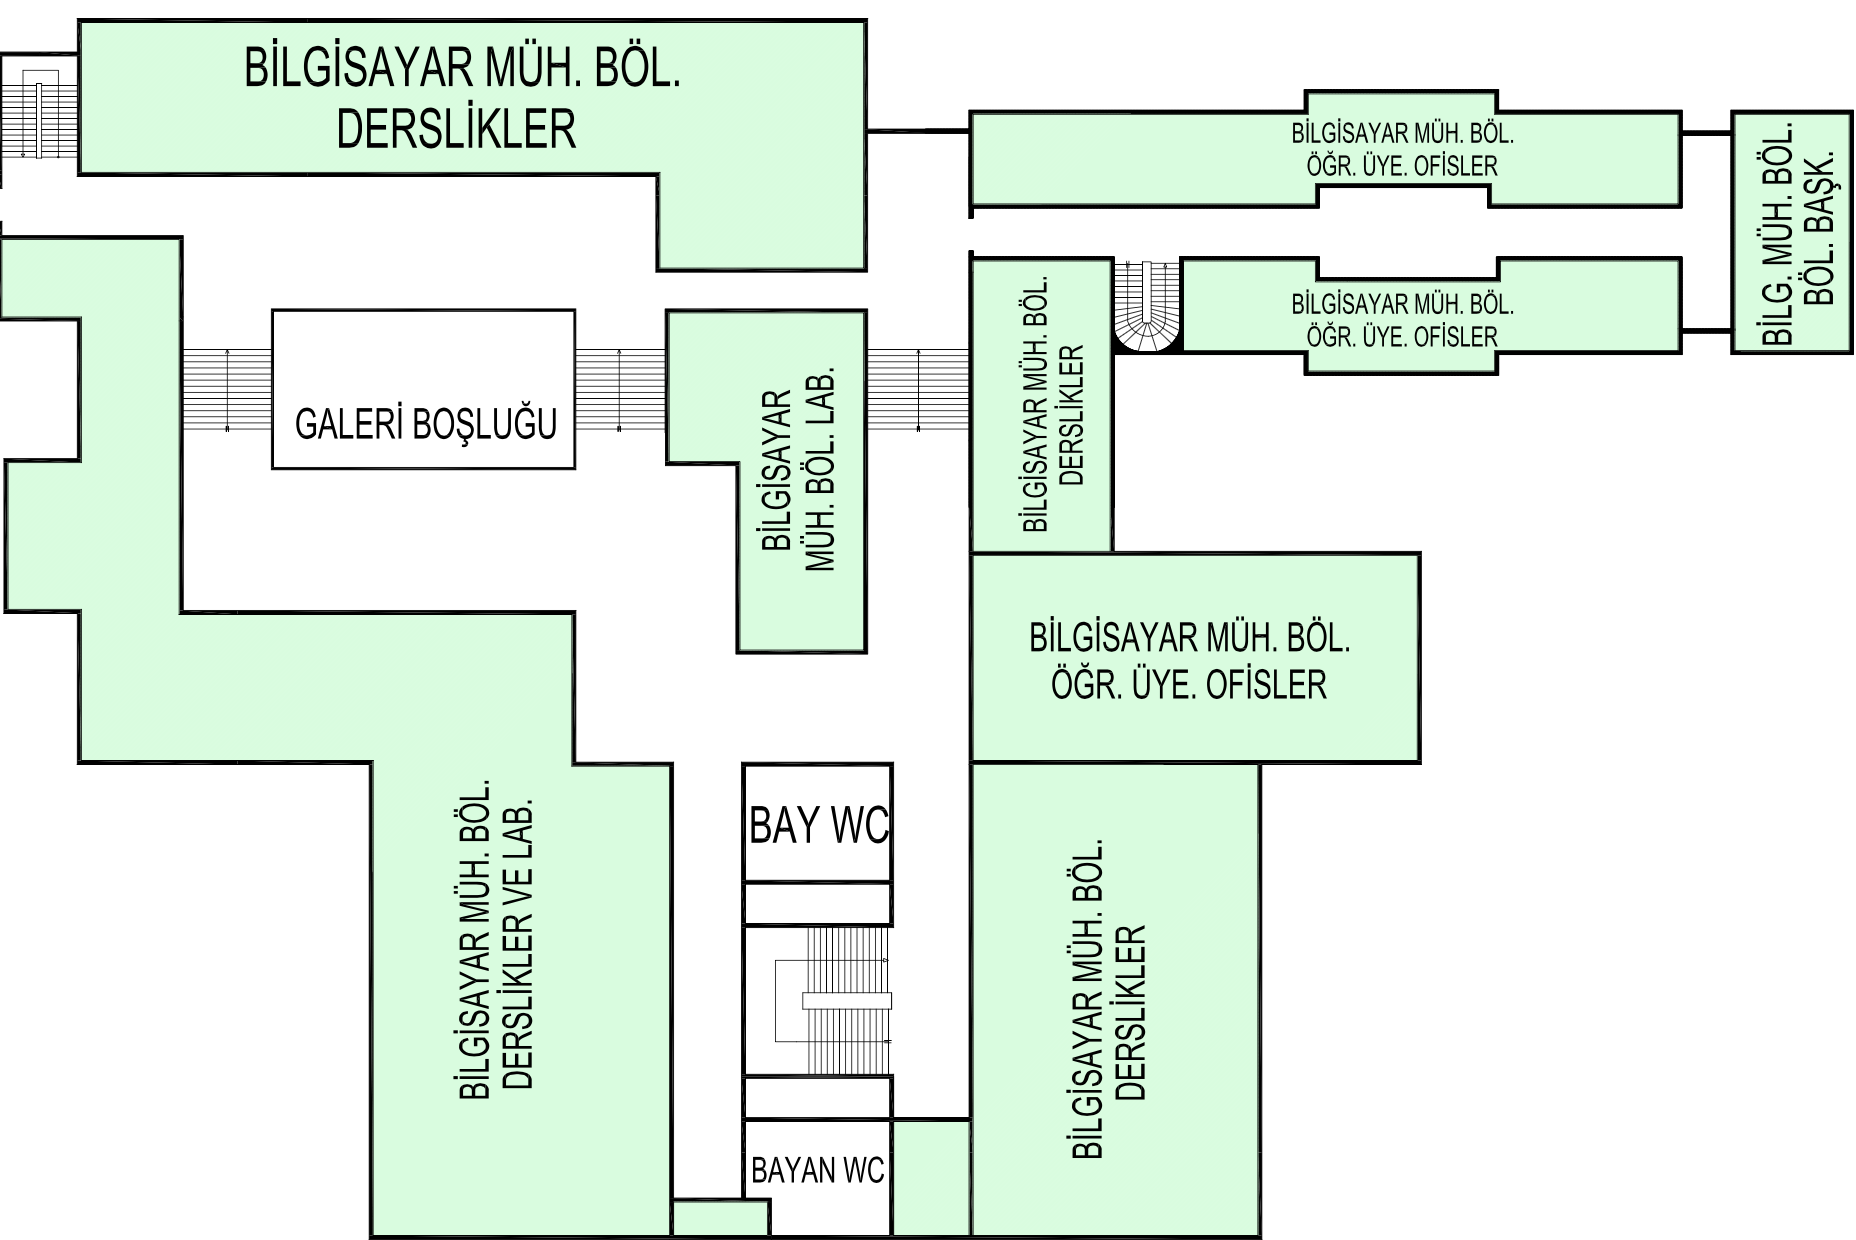 BİLGİSAYAR MÜH. BÖL.
DERSLİKLER
BİLGİSAYAR MÜH. BÖL.
ÖĞR. ÜYE. OFİSLER
BİLG. MÜH. BÖL.
BÖL. BAŞK.
BİLGİSAYAR MÜH. BÖL.
ÖĞR. ÜYE. OFİSLER
BİLGİSAYAR MÜH. BÖL.
DERSLİKLER
GALERİ BOŞLUĞU
BİLGİSAYAR
MÜH. BÖL. LAB.
BİLGİSAYAR MÜH. BÖL.
ÖĞR. ÜYE. OFİSLER
BİLGİSAYAR MÜH. BÖL.
DERSLİKLER VE LAB.
BAY WC
BİLGİSAYAR MÜH. BÖL.
DERSLİKLER
BAYAN WC